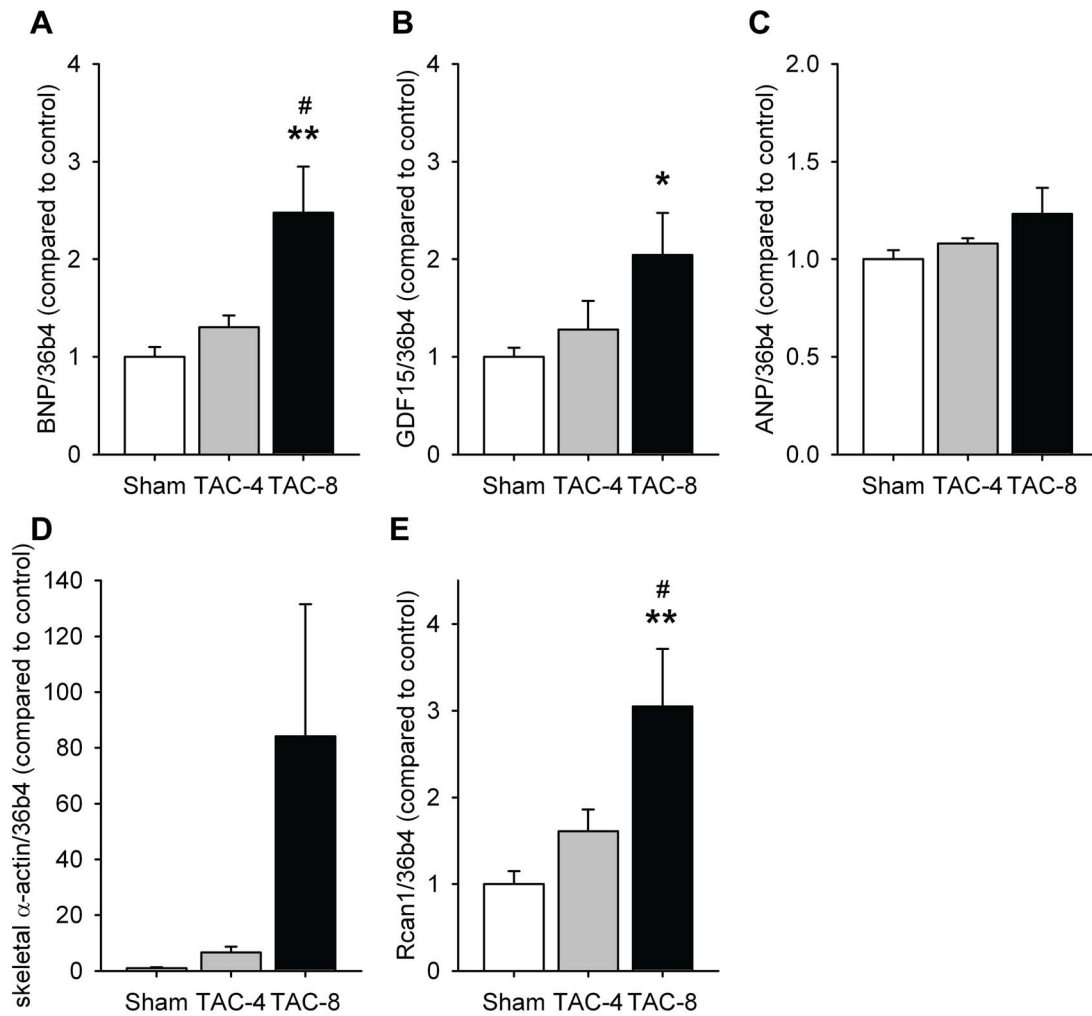 A
BNP/36b4 (compared to control)
4
3
2
1
0
#
**
Sham TAC-4 TAC-8
B
GDF15/36b4 (compared to control)
4
3
2
1
0
*
Sham TAC-4 TAC-8
C
ANP/36b4 (compared to control)
2.0
1.5
1.0
0.5
0.0
Sham TAC-4 TAC-8
D
skeletal α-actin/36b4 (compared to control)
140
120
100
80
60
40
20
0
Sham TAC-4 TAC-8
E
Rcan1/36b4 (compared to control)
4
3
2
1
0
#
**
Sham TAC-4 TAC-8